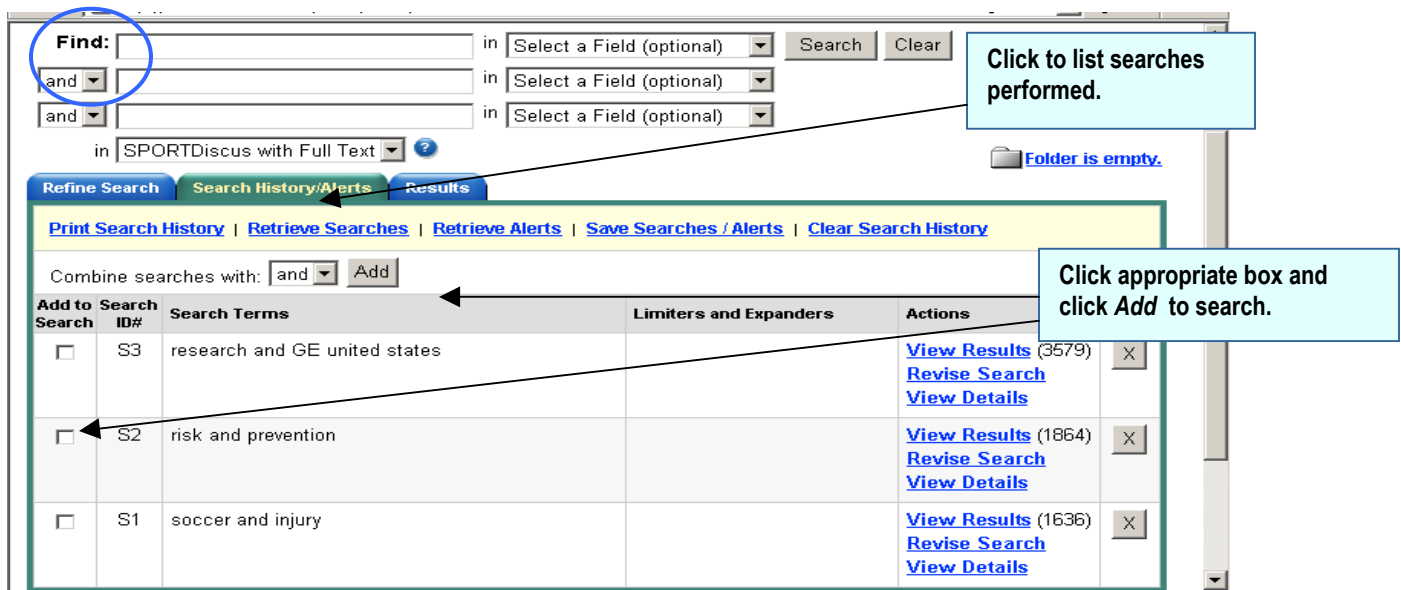 Find: in Select a Field (optional) Search Clear
and in Select a Field (optional)
and in Select a Field (optional)
in SPORTDiscus with Full Text ?
Click to list searches
performed.
Folder is empty.
Refine Search Search History/Alerts Results
Print Search History | Retrieve Searches | Retrieve Alerts | Save Searches / Alerts | Clear Search History
Combine searches with: and Add
Click appropriate box and
click Add to search.
Add to Search Search ID# Search Terms Limiters and Expanders Actions
S3 research and GE united states View Results (3579) X
Revise Search
View Details
S2 risk and prevention View Results (1864) X
Revise Search
View Details
S1 soccer and injury View Results (1636) X
Revise Search
View Details